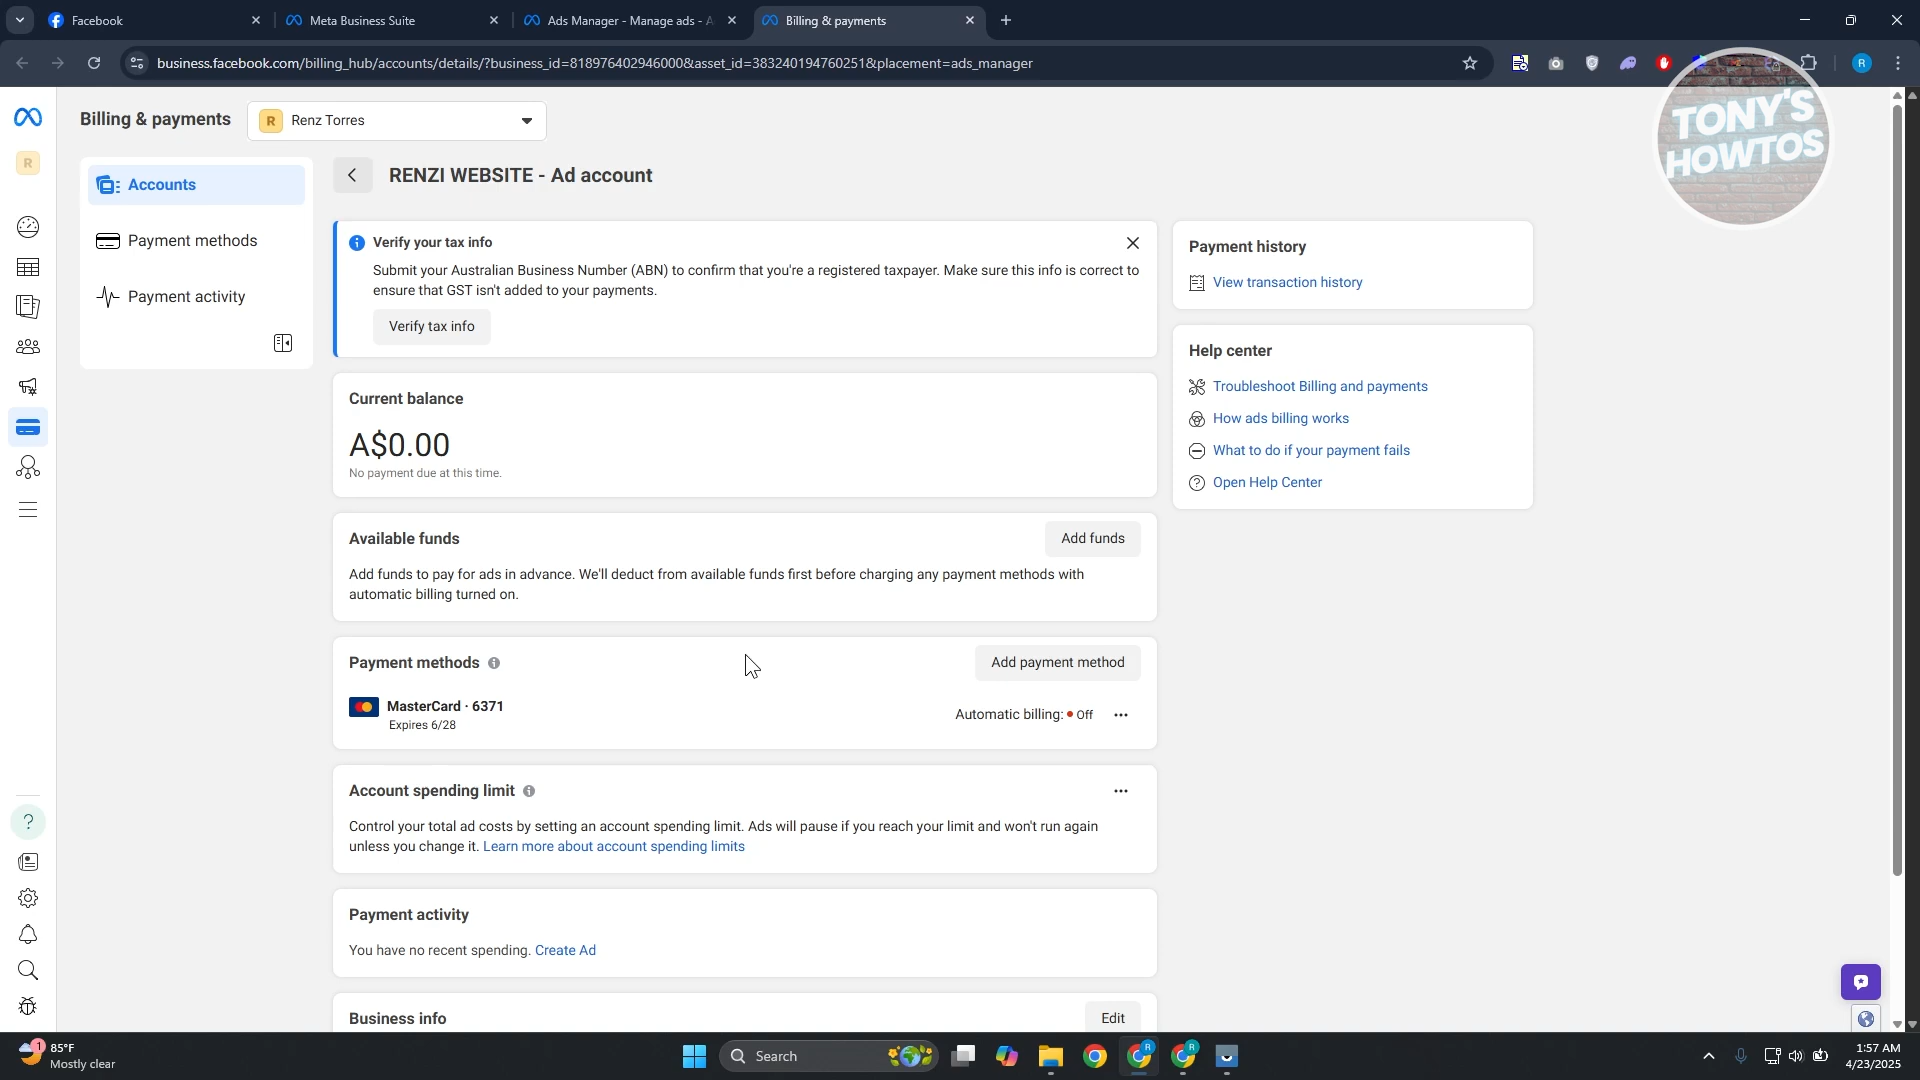 Facebook
Meta Business Suite
Ads Manager - Manage ads - A
Billing & payments
business.facebook.com/billing_hub/accounts/details/?business_id=818976402946000&asset_id=383240194760251&placement=ads_manager
R
TONY'S
HOWTOS
Billing & payments
R
Renz Torres
R
Accounts
Payment methods
Payment activity
RENZI WEBSITE - Ad account
Verify your tax info
Submit your Australian Business Number (ABN) to confirm that you're a registered taxpayer. Make sure this info is correct to
ensure that GST isn't added to your payments.
Verify tax info
Current balance
A$0.00
No payment due at this time.
Available funds
Add funds
Add funds to pay for ads in advance. We'll deduct from available funds first before charging any payment methods with
automatic billing turned on.
Payment methods
Add payment method
MasterCard · 6371
Expires 6/28
Automatic billing: Off
Account spending limit
Control your total ad costs by setting an account spending limit. Ads will pause if you reach your limit and won't run again
unless you change it. Learn more about account spending limits
Payment activity
You have no recent spending. Create Ad
Business info
Edit
Payment history
View transaction history
Help center
Troubleshoot Billing and payments
How ads billing works
What to do if your payment fails
Open Help Center
1
85°F
Mostly clear
Search
R
R
1:57 AM
4/23/2025